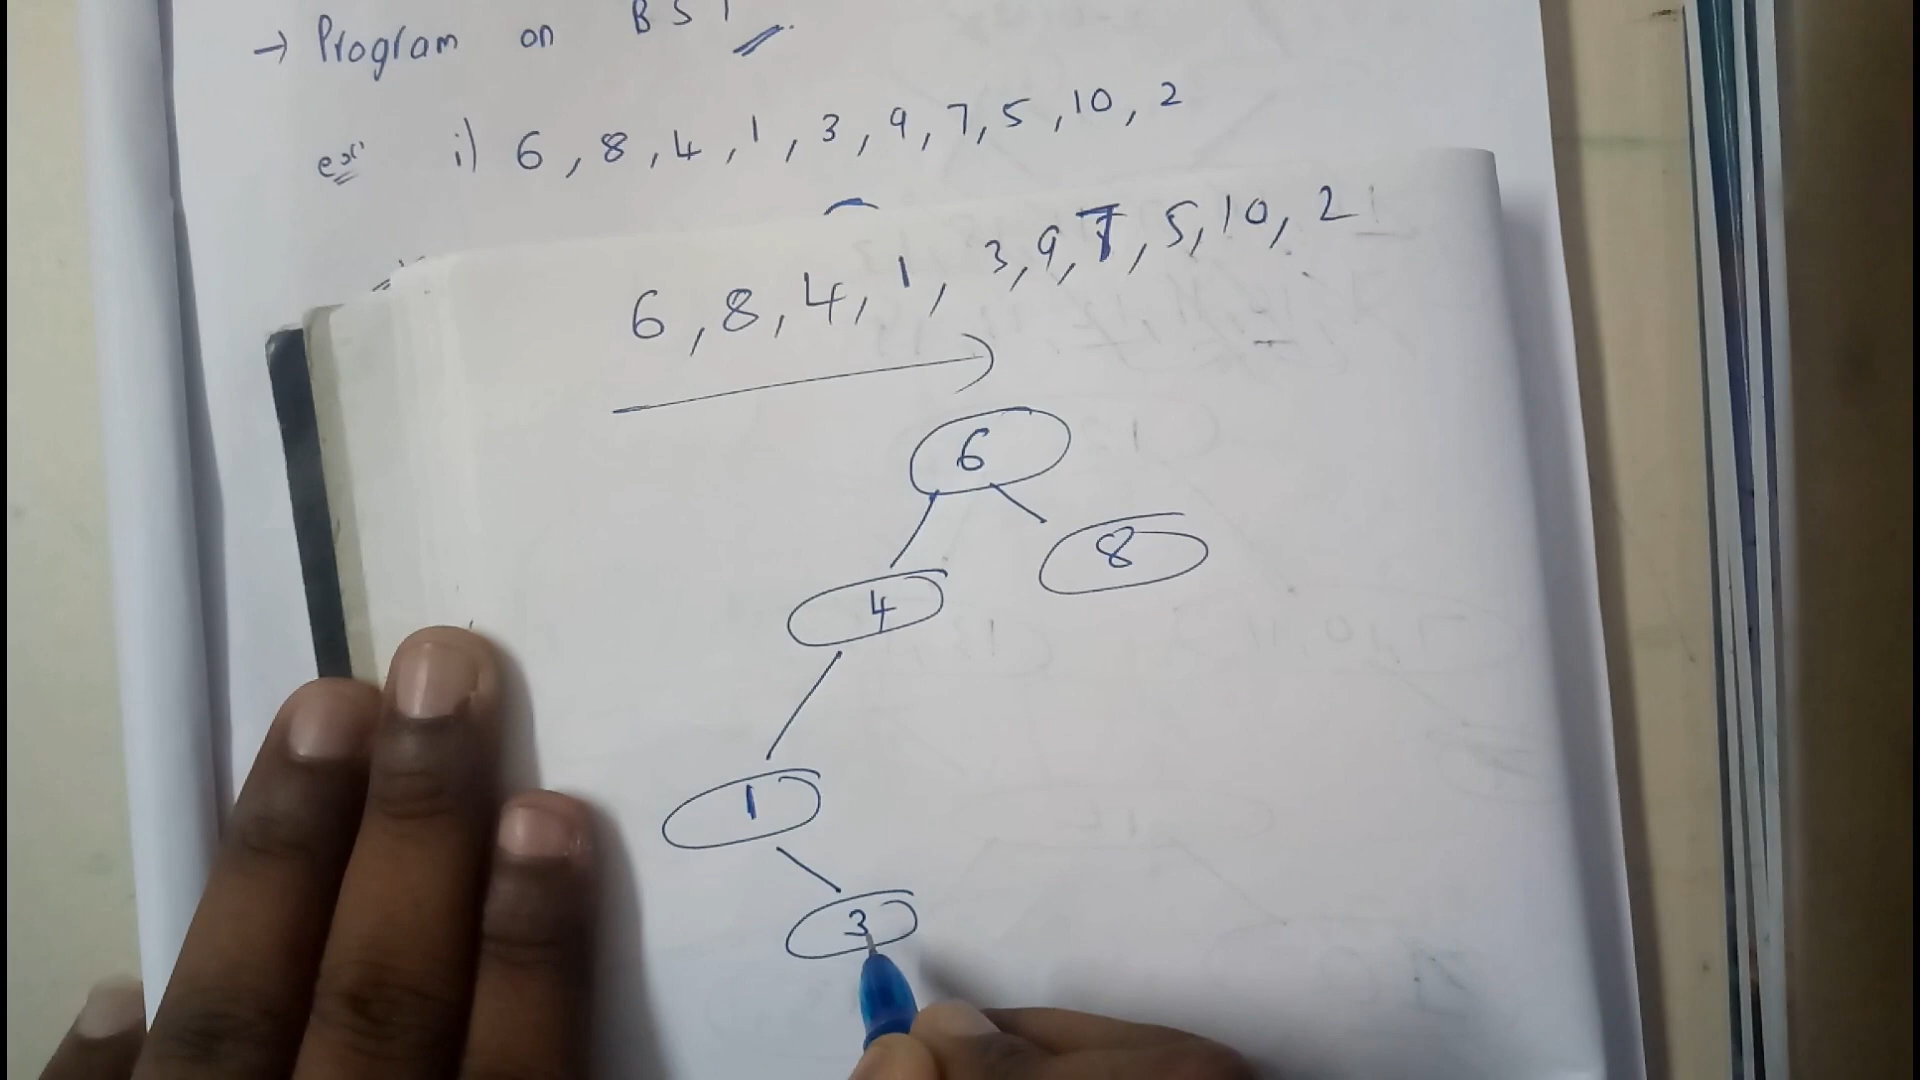 → Program on BST
ex: i) 6, 8, 4, 1, 3, 9, 7, 5, 10, 2
6, 8, 4, 1, 3, 9, 7, 5, 10, 2
6
8
4
1
3